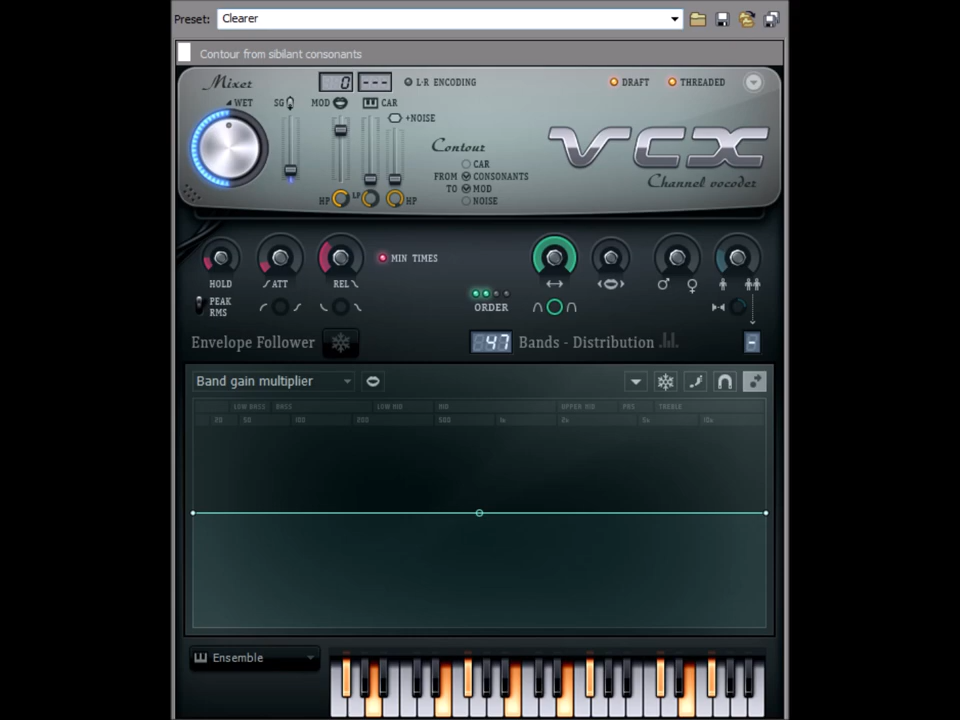 Preset: Clearer
Contour from sibilant consonants
Mixer
0 ---
L-R ENCODING
DRAFT
THREADED
WET
SG
MOD
CAR
+NOISE
Contour
CAR
FROM CONSONANTS
TO MOD
NOISE
HP LP HP
VCX
Channel vocoder
HOLD
ATT
REL
MIN TIMES
PEAK
RMS
ORDER
Envelope Follower
47 Bands - Distribution
Band gain multiplier
LOW BASS BASS LOW MID MID UPPER MID PRS TREBLE
20 50 100 200 500 1k 2k 5k 10k
Ensemble